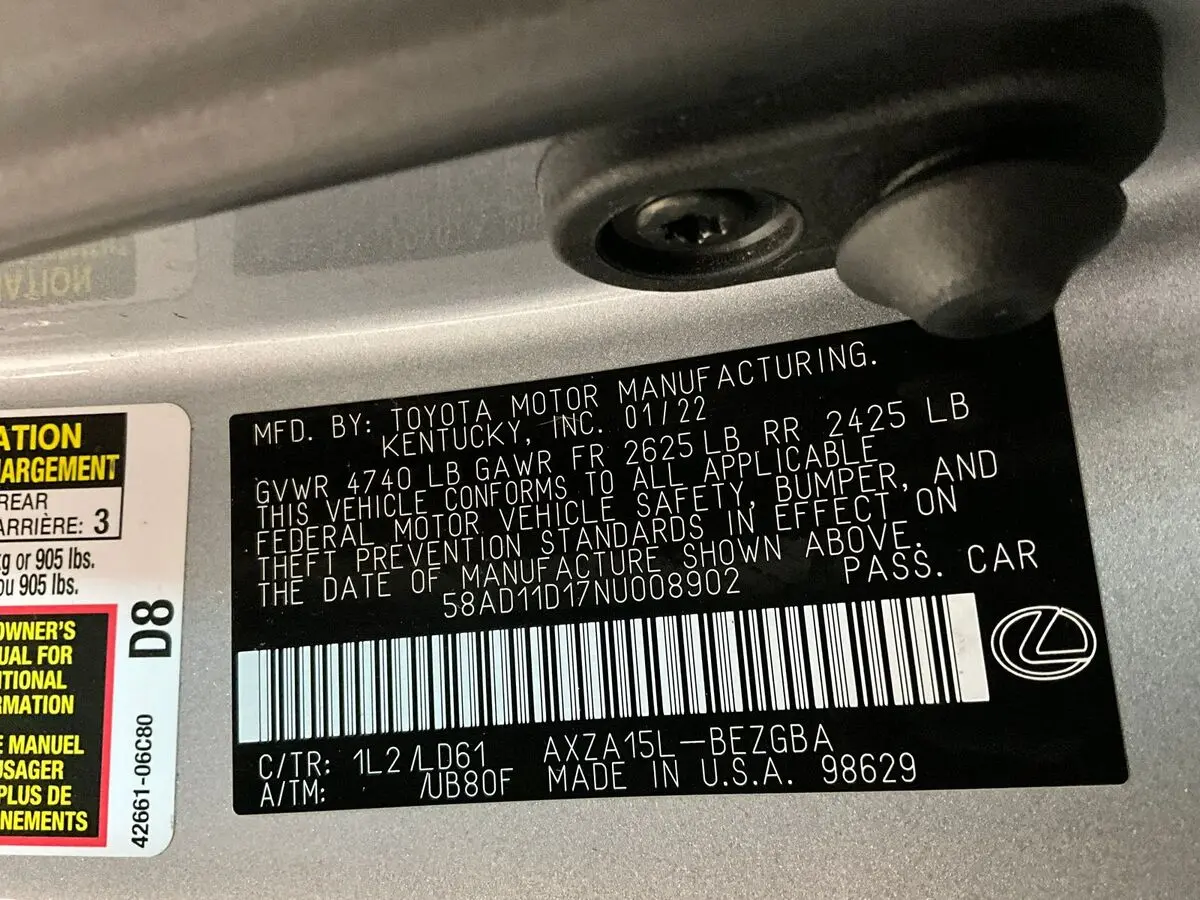 ATION
ARGEMENT
REAR
ARRIÈRE: 3
kg or 905 lbs.
ou 905 lbs.
OWNER'S
UAL FOR
ITIONAL
RMATION
E MANUEL
USAGER
PLUS DE
NEMENTS
D8
42661-06C80
MFD. BY: TOYOTA MOTOR MANUFACTURING.
KENTUCKY, INC. 01/22
GVWR 4740 LB GAWR FR 2625 LB RR 2425 LB
THIS VEHICLE CONFORMS TO ALL APPLICABLE
FEDERAL MOTOR VEHICLE SAFETY, BUMPER, AND
THEFT PREVENTION STANDARDS IN EFFECT ON
THE DATE OF MANUFACTURE SHOWN ABOVE.
58AD11D17NU008902 PASS. CAR
C/TR: 1L2 /LD61 AXZA15L-BEZGBA
A/TM: /UB80F MADE IN U.S.A. 98629